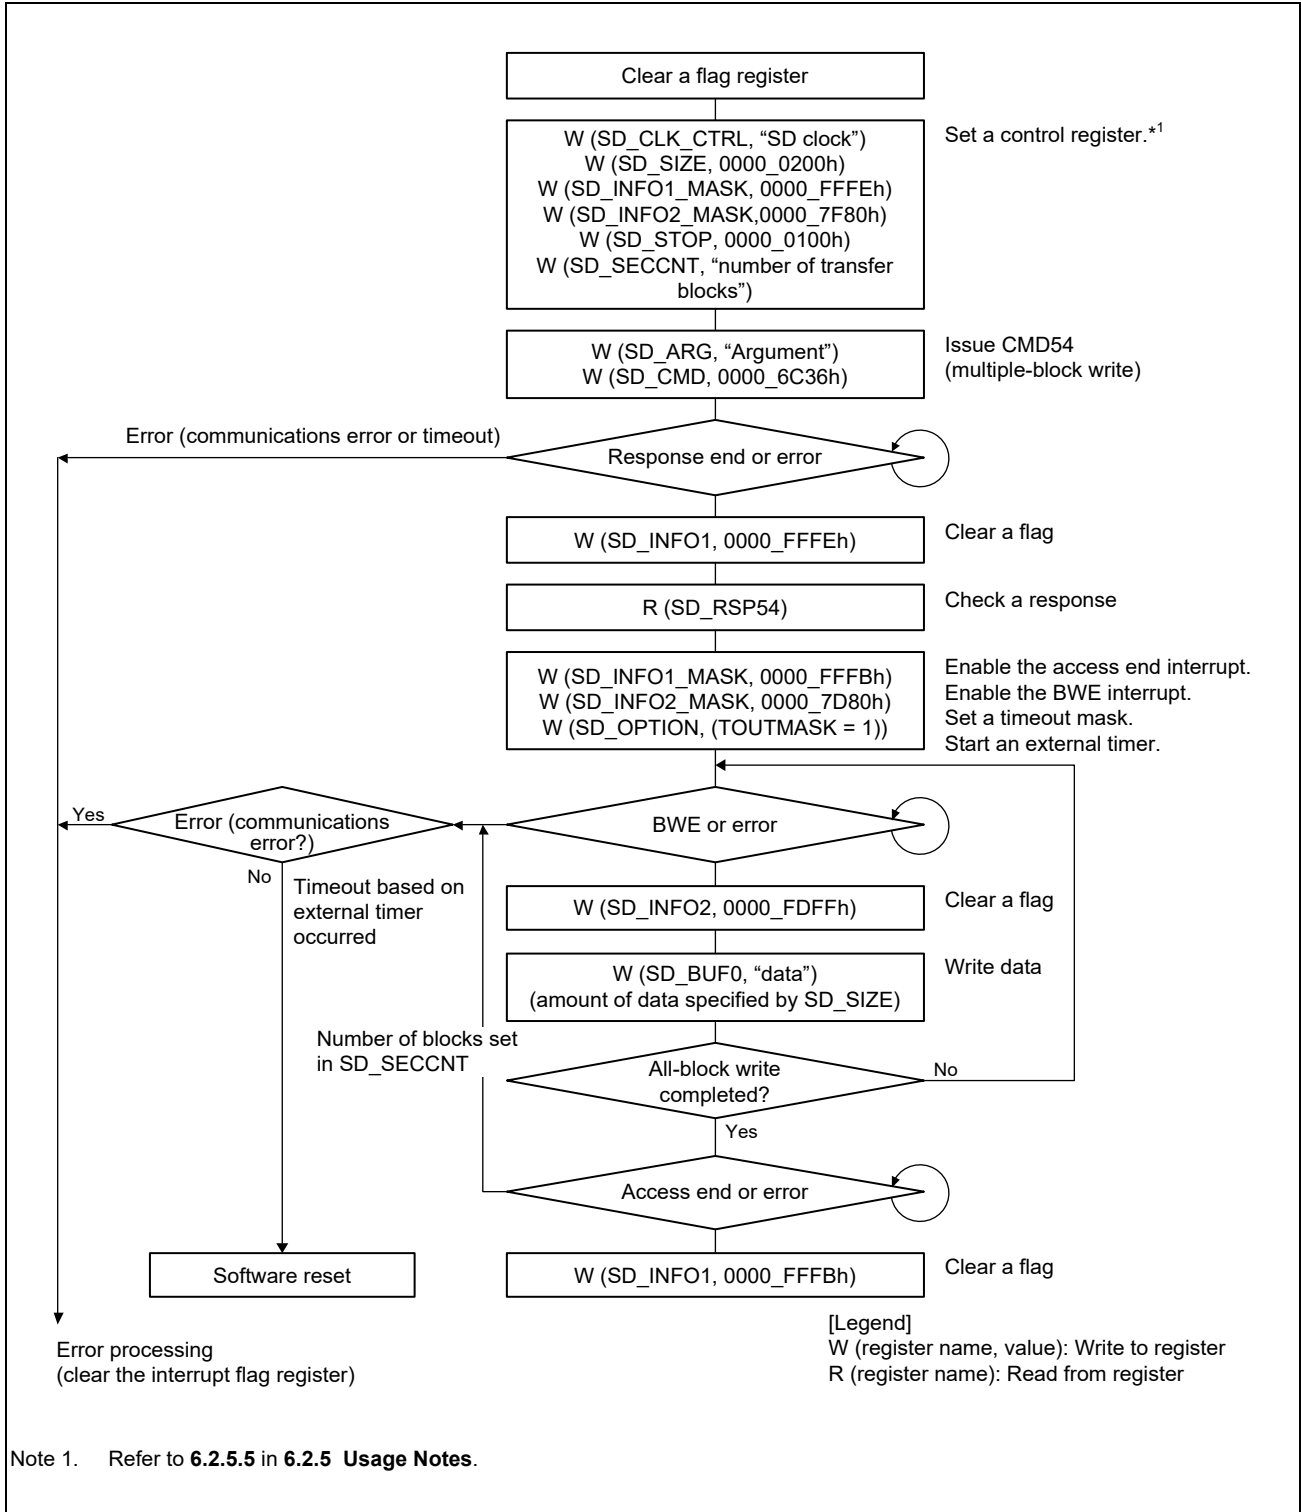 Clear a flag register
W (SD_CLK_CTRL, “SD clock”)
W (SD_SIZE, 0000_0200h)
W (SD_INFO1_MASK, 0000_FFFEh)
W (SD_INFO2_MASK,0000_7F80h)
W (SD_STOP, 0000_0100h)
W (SD_SECCNT, “number of transfer
blocks”)
Set a control register.*1
W (SD_ARG, “Argument”)
W (SD_CMD, 0000_6C36h)
Issue CMD54
(multiple-block write)
Error (communications error or timeout)
Response end or error
W (SD_INFO1, 0000_FFFEh)
Clear a flag
R (SD_RSP54)
Check a response
W (SD_INFO1_MASK, 0000_FFFBh)
W (SD_INFO2_MASK, 0000_7D80h)
W (SD_OPTION, (TOUTMASK = 1))
Enable the access end interrupt.
Enable the BWE interrupt.
Set a timeout mask.
Start an external timer.
Yes
Error (communications
error?)
BWE or error
No
Timeout based on
external timer
occurred
W (SD_INFO2, 0000_FDFFh)
Clear a flag
W (SD_BUF0, “data”)
(amount of data specified by SD_SIZE)
Write data
Number of blocks set
in SD_SECCNT
All-block write
completed?
No
Yes
Access end or error
Software reset
W (SD_INFO1, 0000_FFFBh)
Clear a flag
Error processing
(clear the interrupt flag register)
[Legend]
W (register name, value): Write to register
R (register name): Read from register
Note 1. Refer to 6.2.5.5 in 6.2.5 Usage Notes.